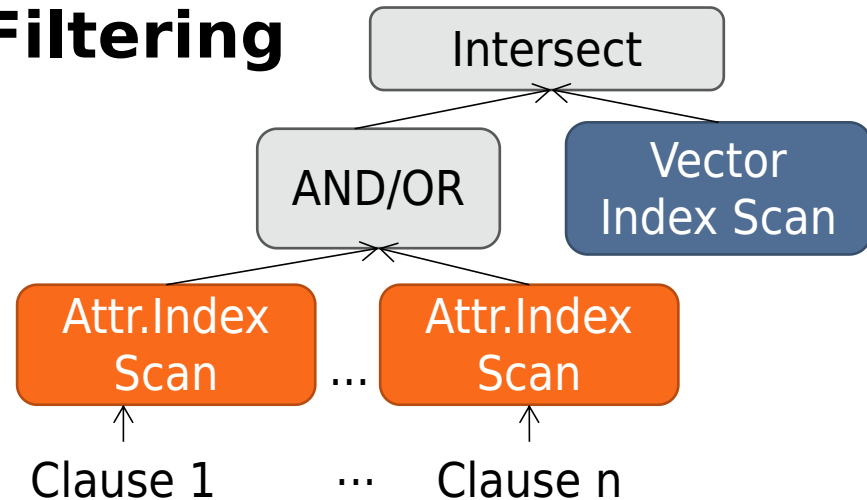 Filtering
Intersect
AND/OR
Vector
Index Scan
Attr.Index
Scan
...
Attr.Index
Scan
Clause 1
...
Clause n